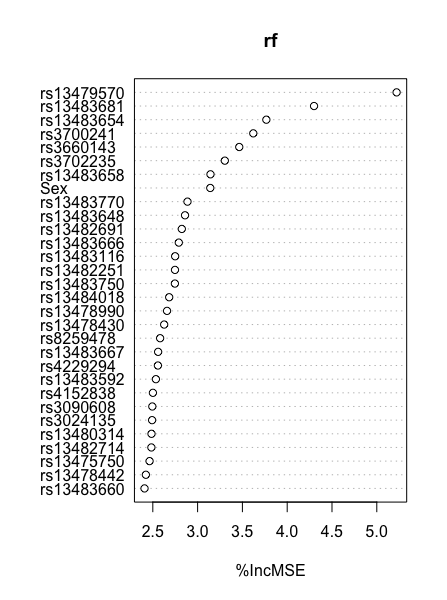 rf
rs13479570
rs13483681
rs13483654
rs3700241
rs3660143
rs3702235
rs13483658
Sex
rs13483770
rs13483648
rs13482691
rs13483666
rs13483116
rs13482251
rs13483750
rs13484018
rs13478990
rs13478430
rs8259478
rs13483667
rs4229294
rs13483592
rs4152838
rs3090608
rs3024135
rs13480314
rs13482714
rs13475750
rs13478442
rs13483660
2.5 3.0 3.5 4.0 4.5 5.0
%IncMSE